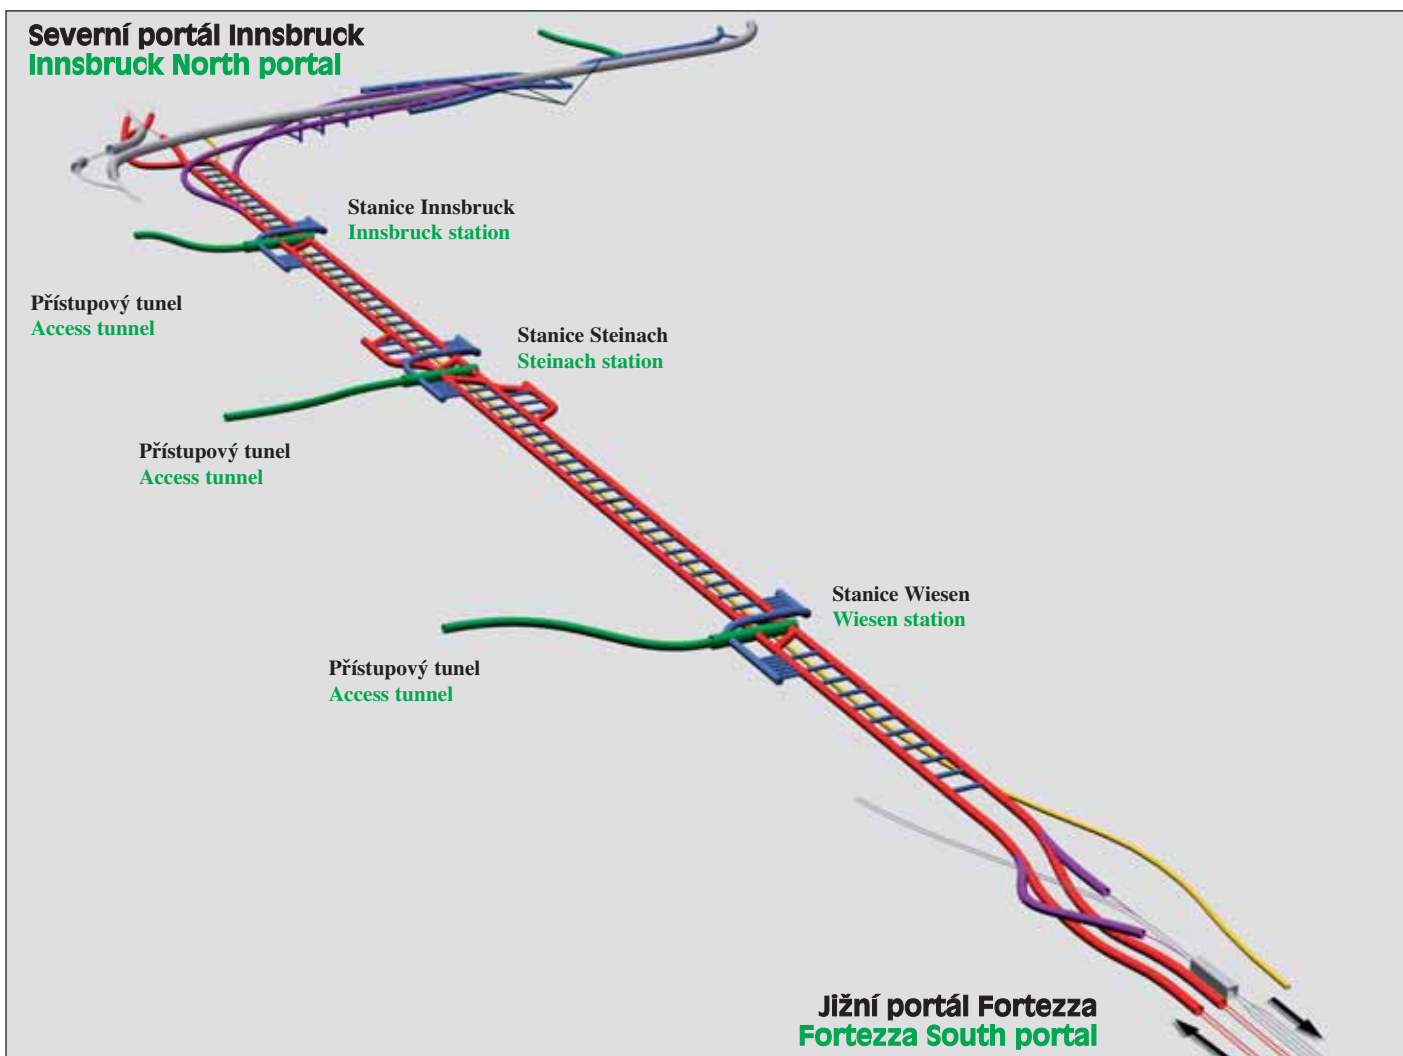 Severní portál Innsbruck
Innsbruck North portal
Stanice Innsbruck
Innsbruck station
Přístupový tunel
Access tunnel
Stanice Steinach
Steinach station
Přístupový tunel
Access tunnel
Stanice Wiesen
Wiesen station
Přístupový tunel
Access tunnel
Jižní portál Fortezza
Fortezza South portal